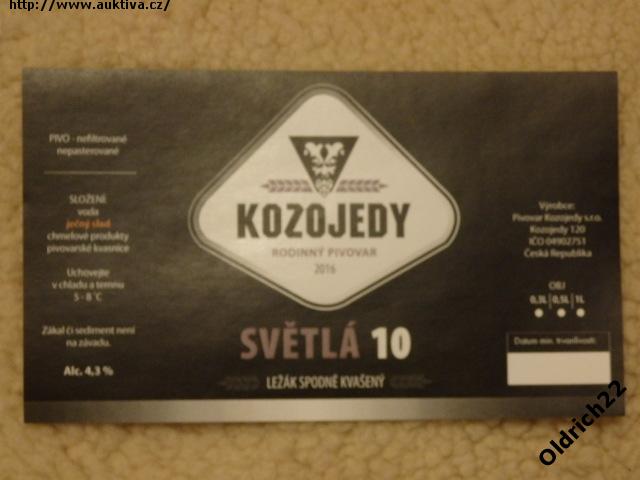 http://www.auktiva.cz/
PIVO - nefiltrované
nepasterované
SLOŽENÍ
voda
ječný slad
chmelové produkty
pivovarské kvasnice
Uchovejte
v chladu a temnu
5 - 8 °C
Zákal či sediment není
na závadu.
Alc. 4,3 %
KOZOJEDY
RODINNÝ PIVOVAR
2016
SVĚTLÁ 10
LEŽÁK SPODNĚ KVAŠENÝ
Výrobce:
Pivovar Kozojedy s.r.o.
Kozojedy 120
IČO 04902751
Česká Republika
OBJ
0,3L 0,5L 1L
Datum min. trvanlivosti:
Oldrich22